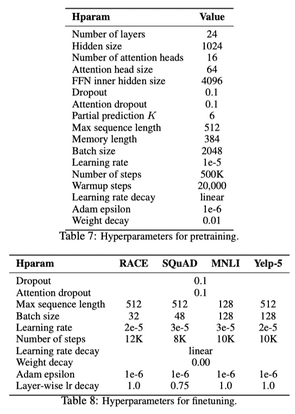 Hparam Value
Number of layers 24
Hidden size 1024
Number of attention heads 16
Attention head size 64
FFN inner hidden size 4096
Dropout 0.1
Attention dropout 0.1
Partial prediction K 6
Max sequence length 512
Memory length 384
Batch size 2048
Learning rate 1e-5
Number of steps 500K
Warmup steps 20,000
Learning rate decay linear
Adam epsilon 1e-6
Weight decay 0.01
Table 7: Hyperparameters for pretraining.
Hparam RACE SQuAD MNLI Yelp-5
Dropout 0.1
Attention dropout 0.1
Max sequence length 512 512 128 512
Batch size 32 48 128 128
Learning rate 2e-5 3e-5 3e-5 2e-5
Number of steps 12K 8K 10K 10K
Learning rate decay linear
Weight decay 0.00
Adam epsilon 1e-6 1e-6 1e-6 1e-6
Layer-wise lr decay 1.0 0.75 1.0 1.0
Table 8: Hyperparameters for finetuning.